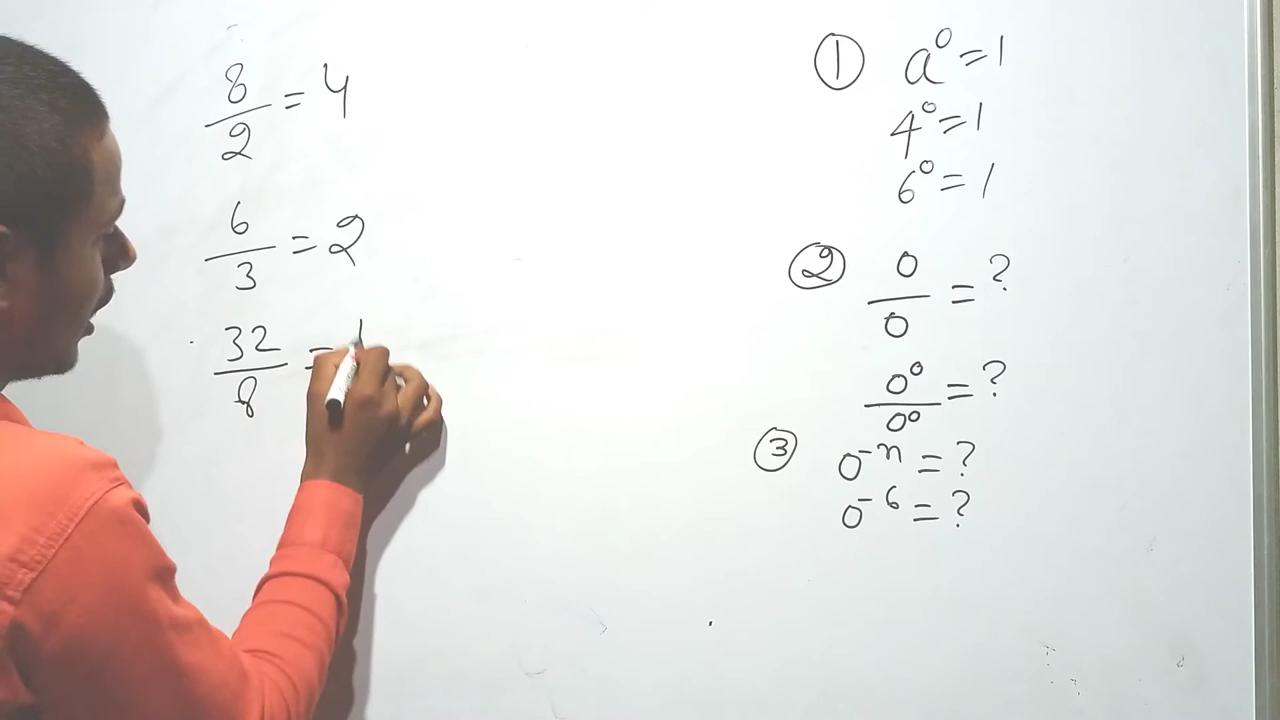 8/2 = 4
6/3 = 2
32/8 =
① a⁰ = 1
4⁰ = 1
6⁰ = 1
② 0/0 = ?
0⁰/0⁰ = ?
③ 0⁻ⁿ = ?
0⁻⁶ = ?